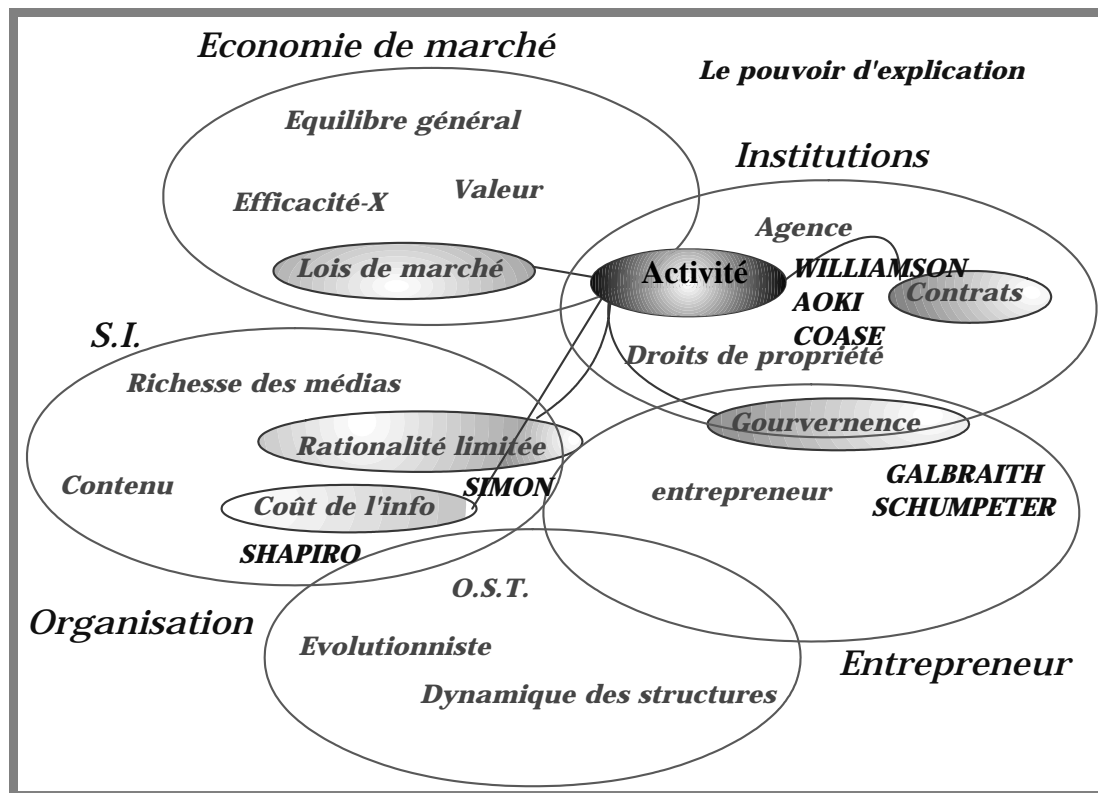 Economie de marché
Le pouvoir d'explication
Equilibre général
Institutions
Efficacité-X
Valeur
Agence
Lois de marché
Activité
WILLIAMSON
Contrats
AOKI
COASE
S.I.
Droits de propriété
Richesse des médias
Gourvernence
Rationalité limitée
Contenu
SIMON
entrepreneur
GALBRAITH
SCHUMPETER
Coût de l'info
SHAPIRO
O.S.T.
Organisation
Evolutionniste
Entrepreneur
Dynamique des structures